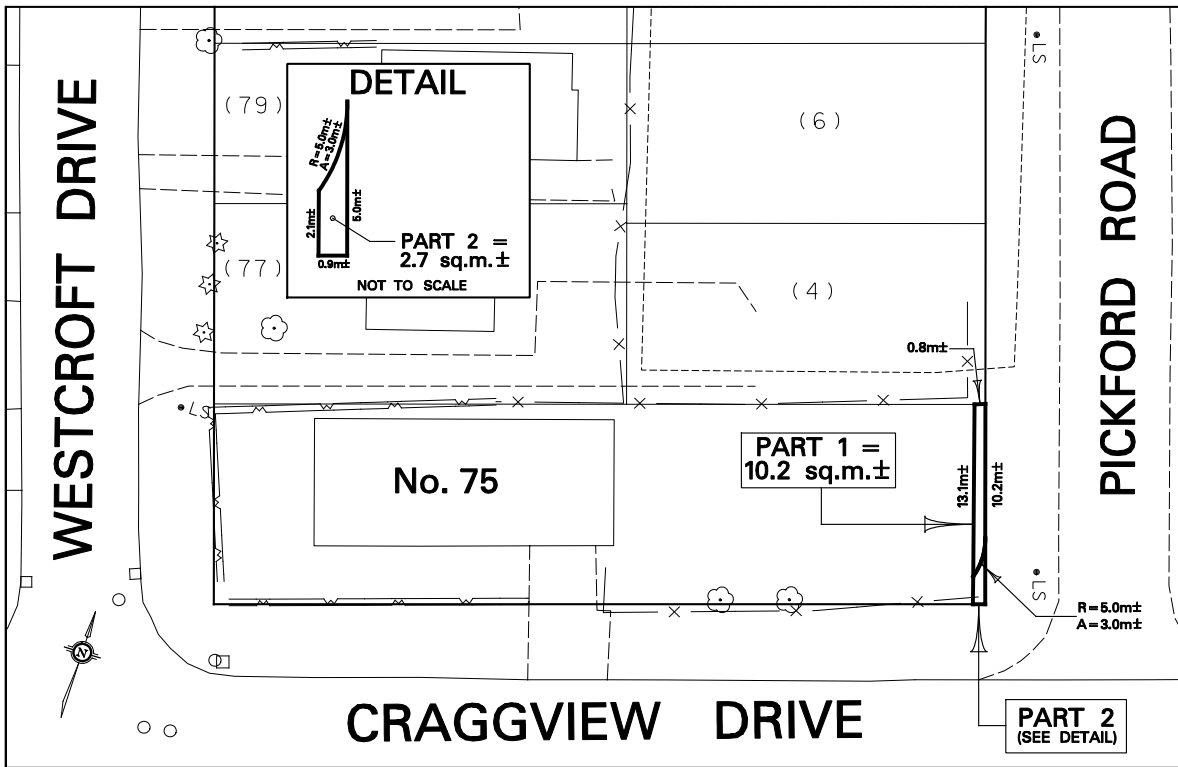 WESTCROFT DRIVE
(79)
DETAIL
R=5.0m±
A=3.0m±
2.1m±
5.0m±
0.9m±
PART 2 =
2.7 sq.m.±
NOT TO SCALE
(77)
(6)
(4)
LS
PICKFORD ROAD
0.8m±
LS
No. 75
PART 1 =
10.2 sq.m.±
13.1m±
10.2m±
LS
R=5.0m±
A=3.0m±
N
CRAGGVIEW DRIVE
PART 2
(SEE DETAIL)